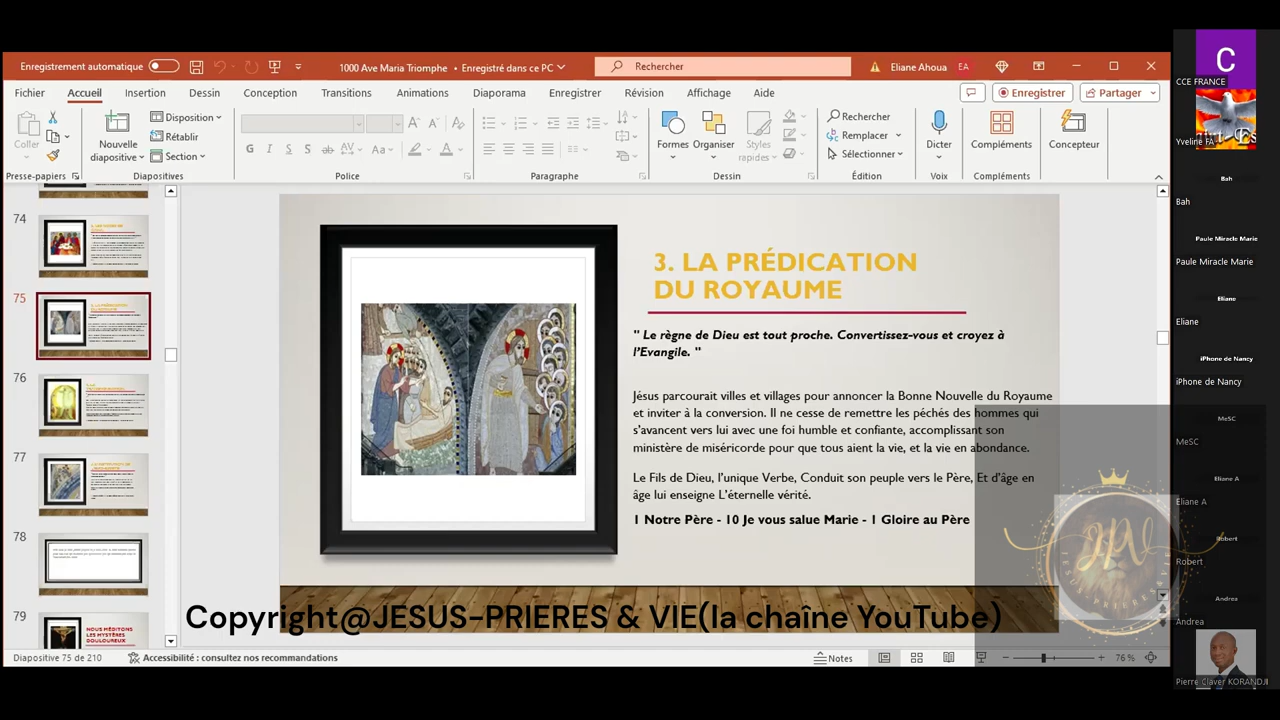 Enregistrement automatique
1000 Ave Maria Triomphe • Enregistré dans ce PC
Rechercher
Eliane Ahoua
EA
Fichier
Accueil
Insertion
Dessin
Conception
Transitions
Animations
Diaporama
Enregistrer
Révision
Affichage
Aide
Enregistrer
Partager
Coller
Nouvelle
diapositive
Disposition
Rétablir
Section
Formes
Organiser
Styles
rapides
Rechercher
Remplacer
Sélectionner
Dicter
Compléments
Concepteur
Presse-papiers
Diapositives
Police
Paragraphe
Dessin
Édition
Voix
Compléments
74
75
76
77
78
79
NOUS MÉDITONS
LES MYSTÈRES
DOULOUREUX
3. LA PRÉDICATION
DU ROYAUME
" Le règne de Dieu est tout proche. Convertissez-vous et croyez à
l'Evangile. "
Jésus parcourait villes et villages pour annoncer la Bonne Nouvelle du Royaume
et inviter à la conversion. Il ne cesse de remettre les péchés des hommes qui
s'avancent vers lui avec une foi humble et confiante, accomplissant son
ministère de miséricorde pour que tous aient la vie, et la vie en abondance.
Le Fils de Dieu, l'unique Verbe, Conduit son peuple vers le Père, Et d'âge en
âge lui enseigne L'éternelle vérité.
1 Notre Père - 10 Je vous salue Marie - 1 Gloire au Père
JPV
Copyright@JESUS-PRIERES & VIE(la chaîne YouTube)
Diapositive 75 de 210
Accessibilité : consultez nos recommandations
Notes
76 %
C
CCE FRANCE
Yveline FA
Bah
Bah
Paule Miracle Marie
Paule Miracle Marie
Eliane
Eliane
iPhone de Nancy
iPhone de Nancy
MeSC
MeSC
Eliane A
Eliane A
Robert
Robert
Andrea
Andrea
Pierre Claver KORANDJI